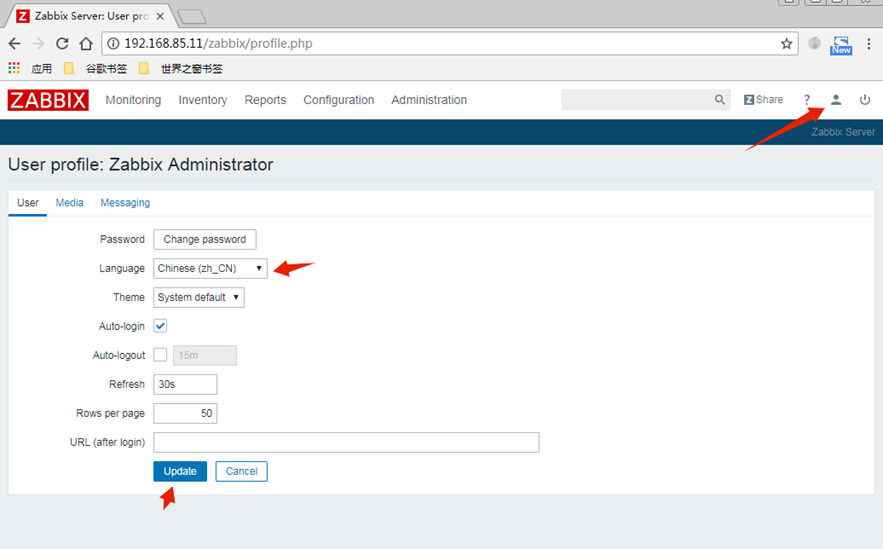 Zabbix Server: User pro
192.168.85.11/zabbix/profile.php
New
应用 谷歌书签 世界之窗书签
ZABBIX Monitoring Inventory Reports Configuration Administration Z Share ?
Zabbix Server
User profile: Zabbix Administrator
User Media Messaging
Password Change password
Language Chinese (zh_CN)
Theme System default
Auto-login
Auto-logout 15m
Refresh 30s
Rows per page 50
URL (after login)
Update Cancel